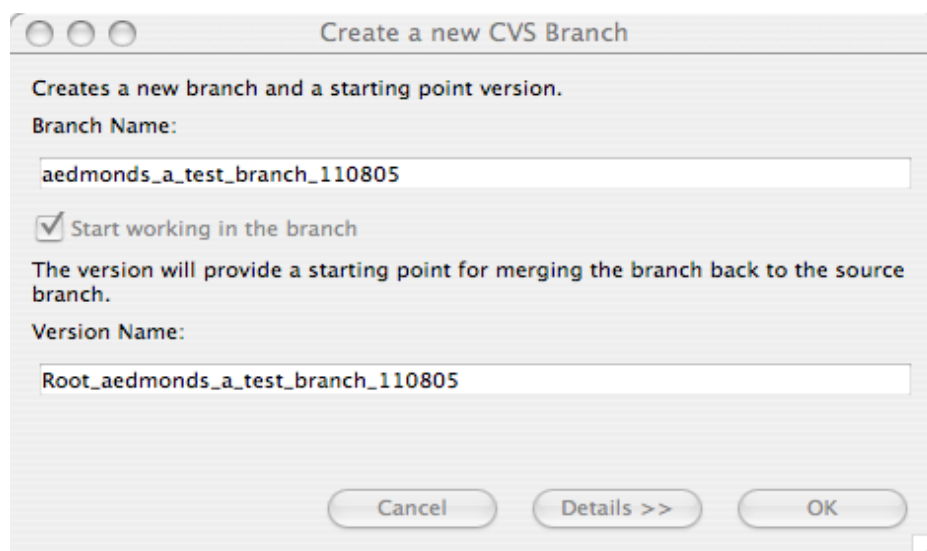 Create a new CVS Branch
Creates a new branch and a starting point version.
Branch Name:
aedmonds_a_test_branch_110805
Start working in the branch
The version will provide a starting point for merging the branch back to the source
branch.
Version Name:
Root_aedmonds_a_test_branch_110805
Cancel Details >> OK